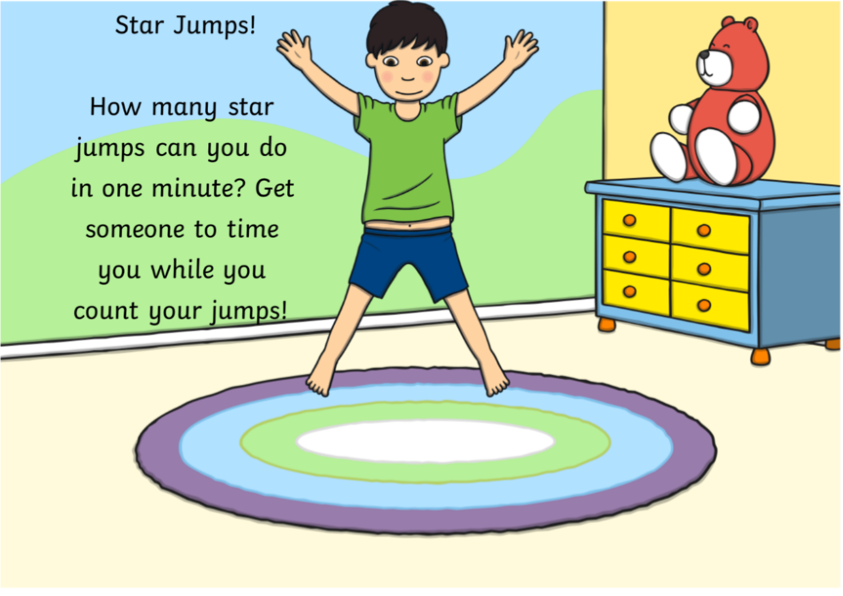 Star Jumps!
How many star
jumps can you do
in one minute? Get
someone to time
you while you
count your jumps!